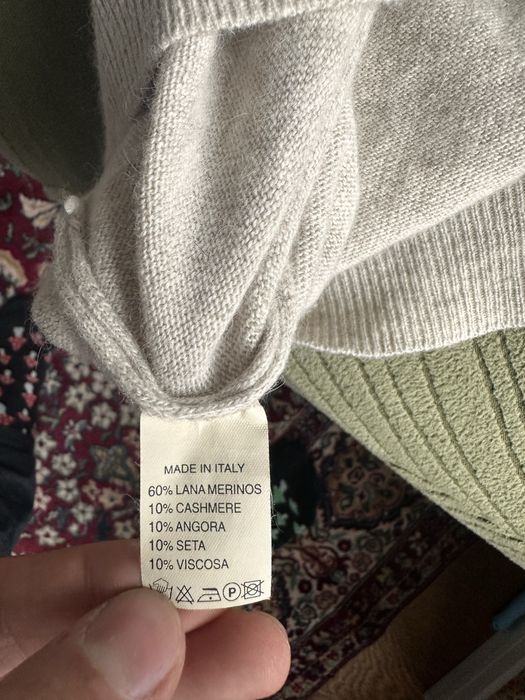 MADE IN ITALY
60% LANA MERINOS
10% CASHMERE
10% ANGORA
10% SETA
10% VISCOSA
P